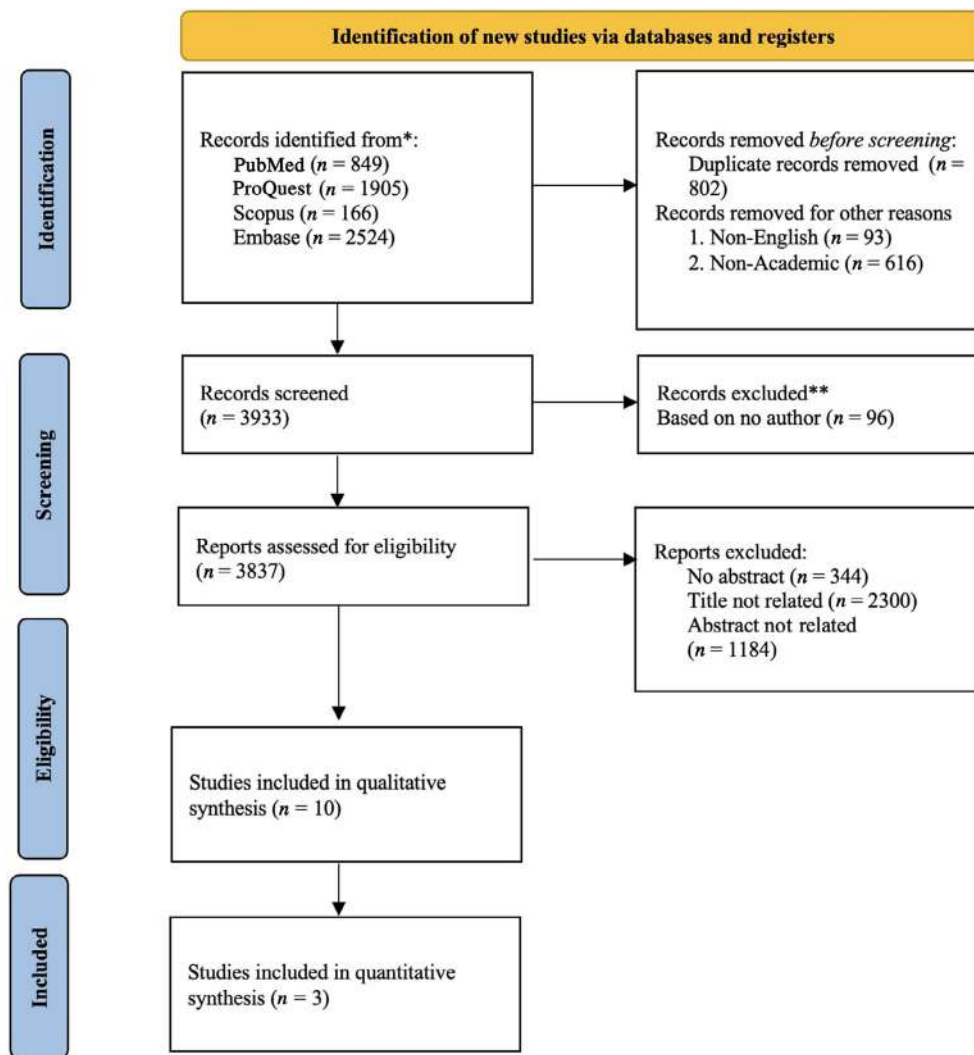 Identification of new studies via databases and registers
Identification
Records identified from*:
PubMed (n = 849)
ProQuest (n = 1905)
Scopus (n = 166)
Embase (n = 2524)
Records removed before screening:
Duplicate records removed (n =
802)
Records removed for other reasons
1. Non-English (n = 93)
2. Non-Academic (n = 616)
Screening
Records screened
(n = 3933)
Records excluded**
Based on no author (n = 96)
Reports assessed for eligibility
(n = 3837)
Reports excluded:
No abstract (n = 344)
Title not related (n = 2300)
Abstract not related
(n = 1184)
Eligibility
Studies included in qualitative
synthesis (n = 10)
Included
Studies included in quantitative
synthesis (n = 3)